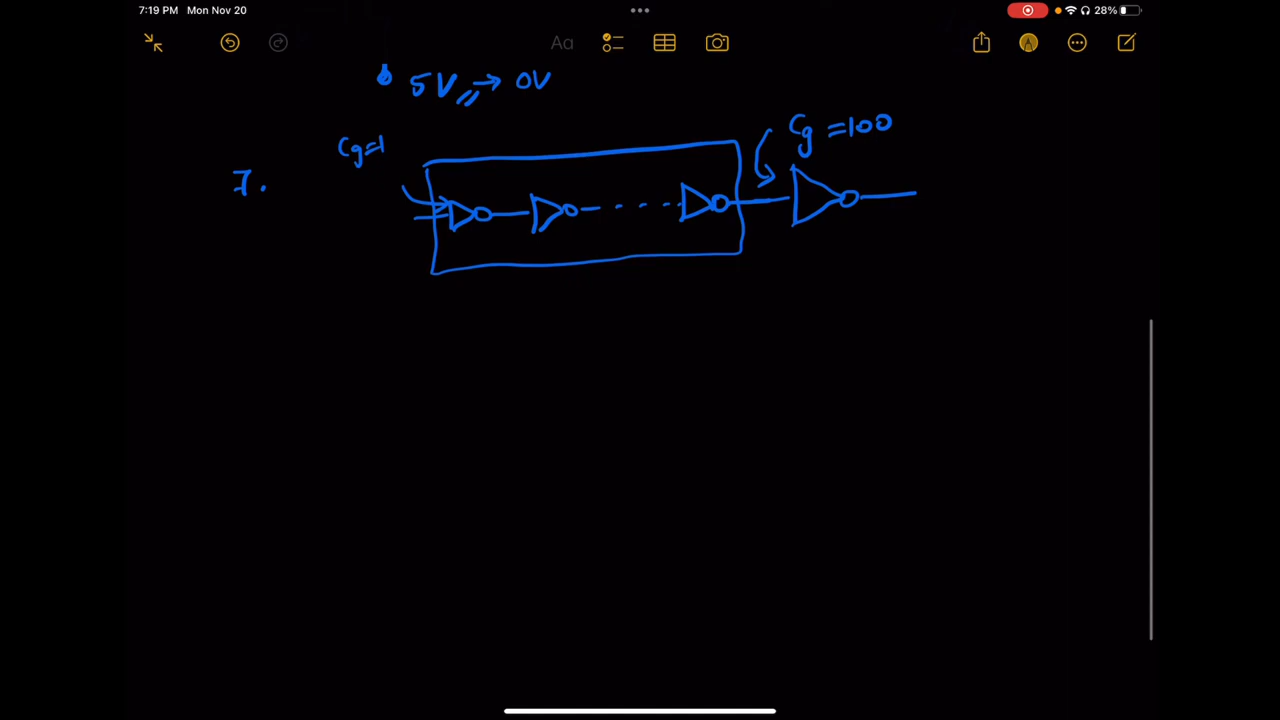 7:19 PM Mon Nov 20
28%
Aa
5V → 0V
Cg=1
Cg =100
7.